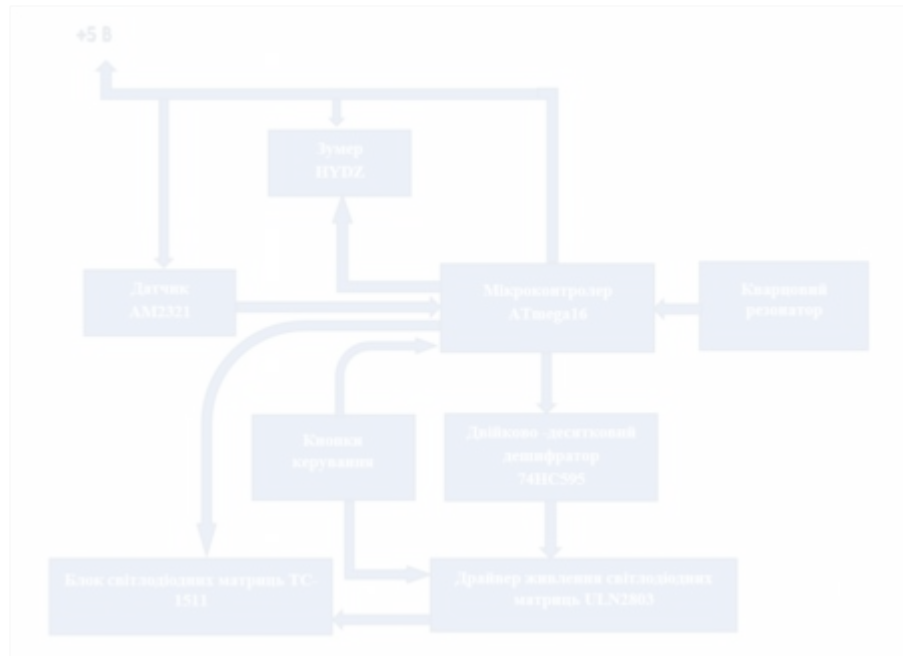 +5 В
Зумер
HYDZ
Датчик
AM2321
Мікроконтролер
ATmega16
Кварцовий
резонатор
Кнопки
керування
Двійково -десятковий
дешифратор
74HC595
Блок світлодіодних матриць TC-
1511
Драйвер живлення світлодіодних
матриць ULN2803